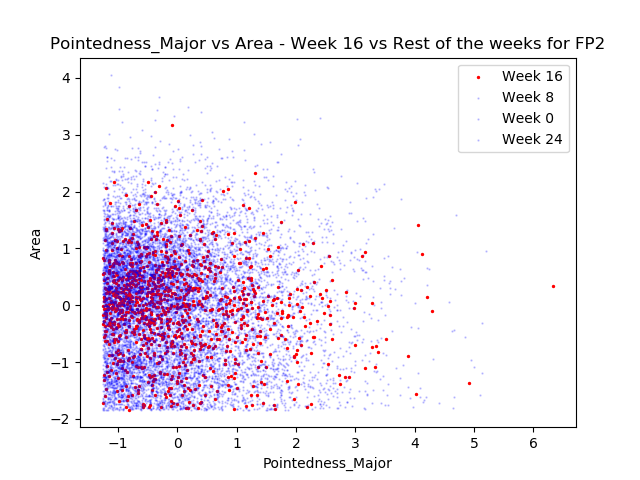 Pointedness_Major vs Area - Week 16 vs Rest of the weeks for FP2
Week 16
Week 8
Week 0
Week 24
4
3
2
1
0
−1
−2
Area
−1 0 1 2 3 4 5 6
Pointedness_Major